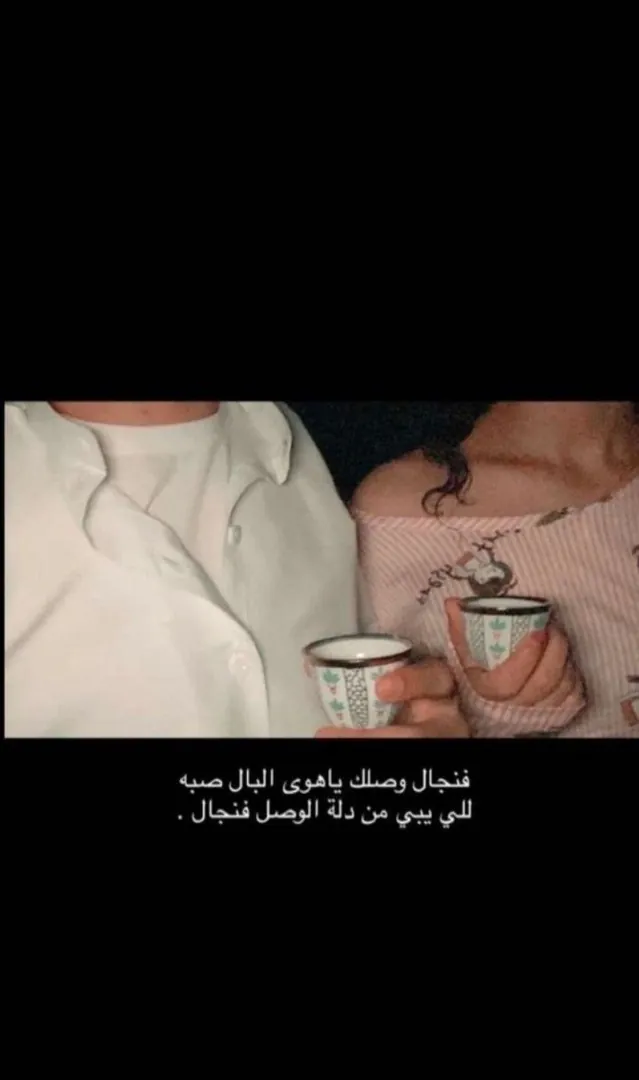 فنجال وصلك ياهوى البال صبه
للي يبي من دلة الوصل فنجال .